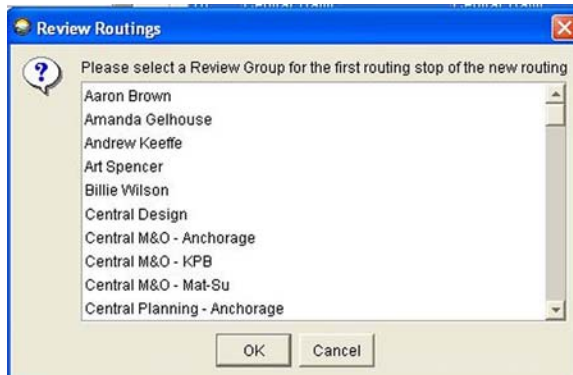 Review Routings
Please select a Review Group for the first routing stop of the new routing
Aaron Brown
Amanda Gelhouse
Andrew Keeffe
Art Spencer
Billie Wilson
Central Design
Central M&O - Anchorage
Central M&O - KPB
Central M&O - Mat-Su
Central Planning - Anchorage
OK Cancel